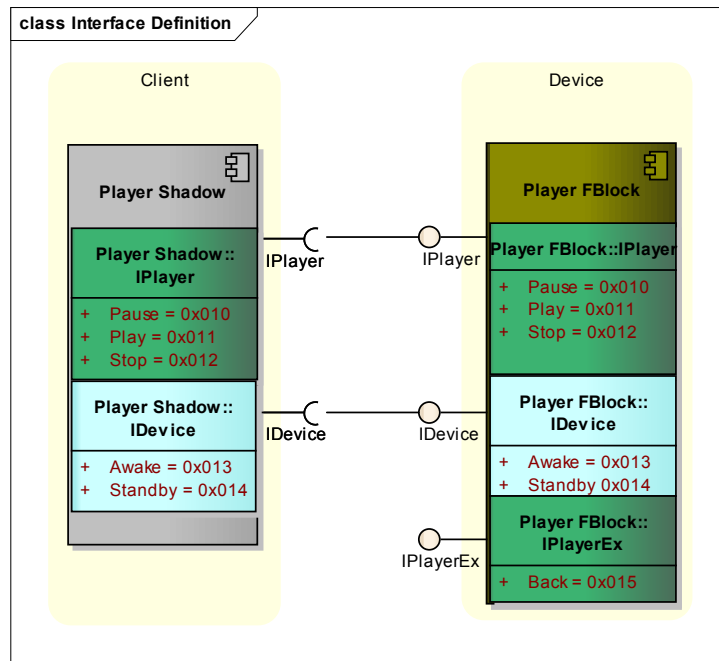 class Interface Definition
Client
Player Shadow
Player Shadow::
IPlayer
+ Pause = 0x010
+ Play = 0x011
+ Stop = 0x012
Player Shadow::
IDevice
+ Awake = 0x013
+ Standby = 0x014
IPlayer
IDevice
IPlayer
IDevice
IPlayerEx
Device
Player FBlock
Player FBlock::IPlayer
+ Pause = 0x010
+ Play = 0x011
+ Stop = 0x012
Player FBlock::
IDevice
+ Awake = 0x013
+ Standby 0x014
Player FBlock::
IPlayerEx
+ Back = 0x015